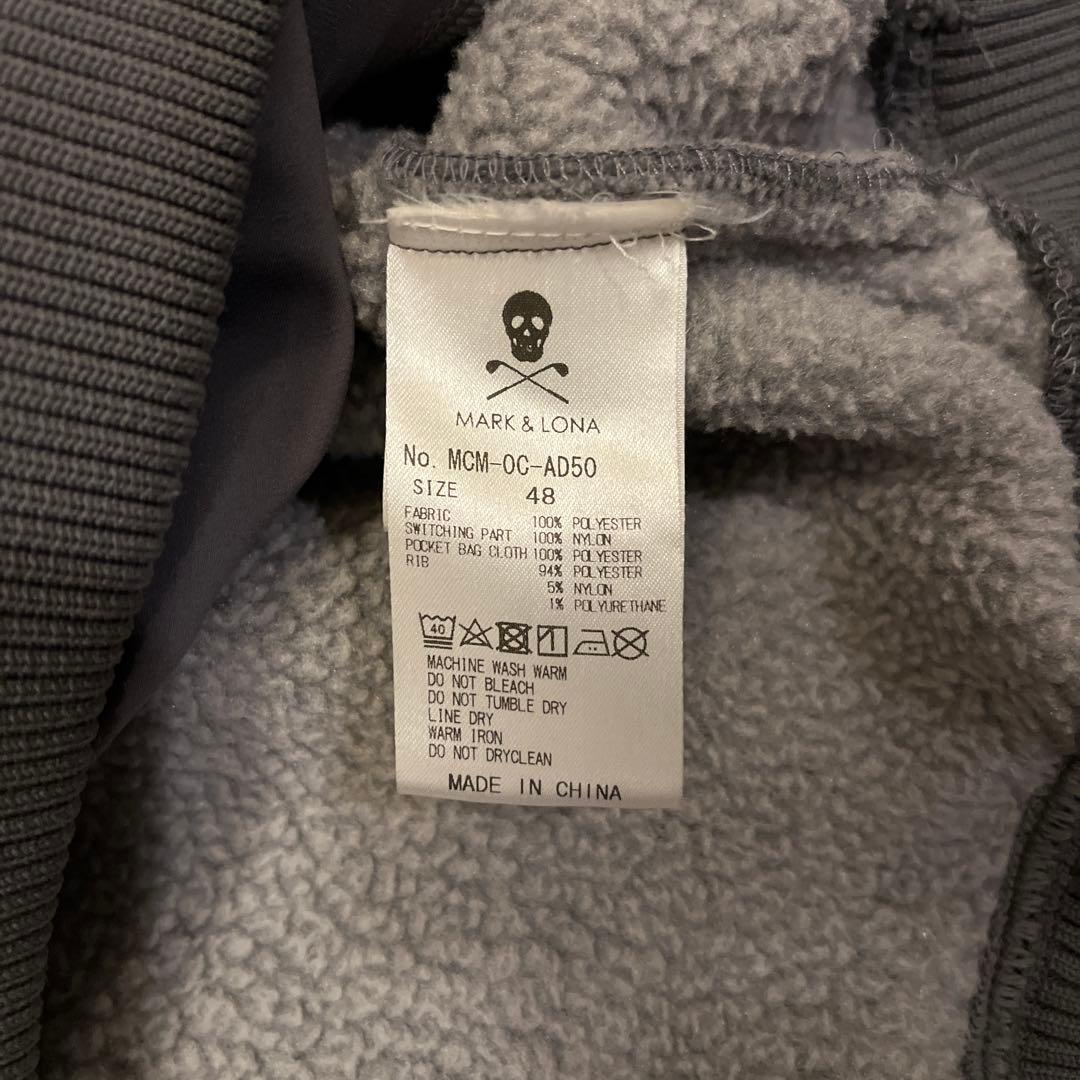 MARK & LONA
No. MCM-OC-AD50
SIZE 48
FABRIC 100% POLYESTER
SWITCHING PART 100% NYLON
POCKET BAG CLOTH 100% POLYESTER
RIB 94% POLYESTER
5% NYLON
1% POLYURETHANE
40
MACHINE WASH WARM
DO NOT BLEACH
DO NOT TUMBLE DRY
LINE DRY
WARM IRON
DO NOT DRYCLEAN
MADE IN CHINA